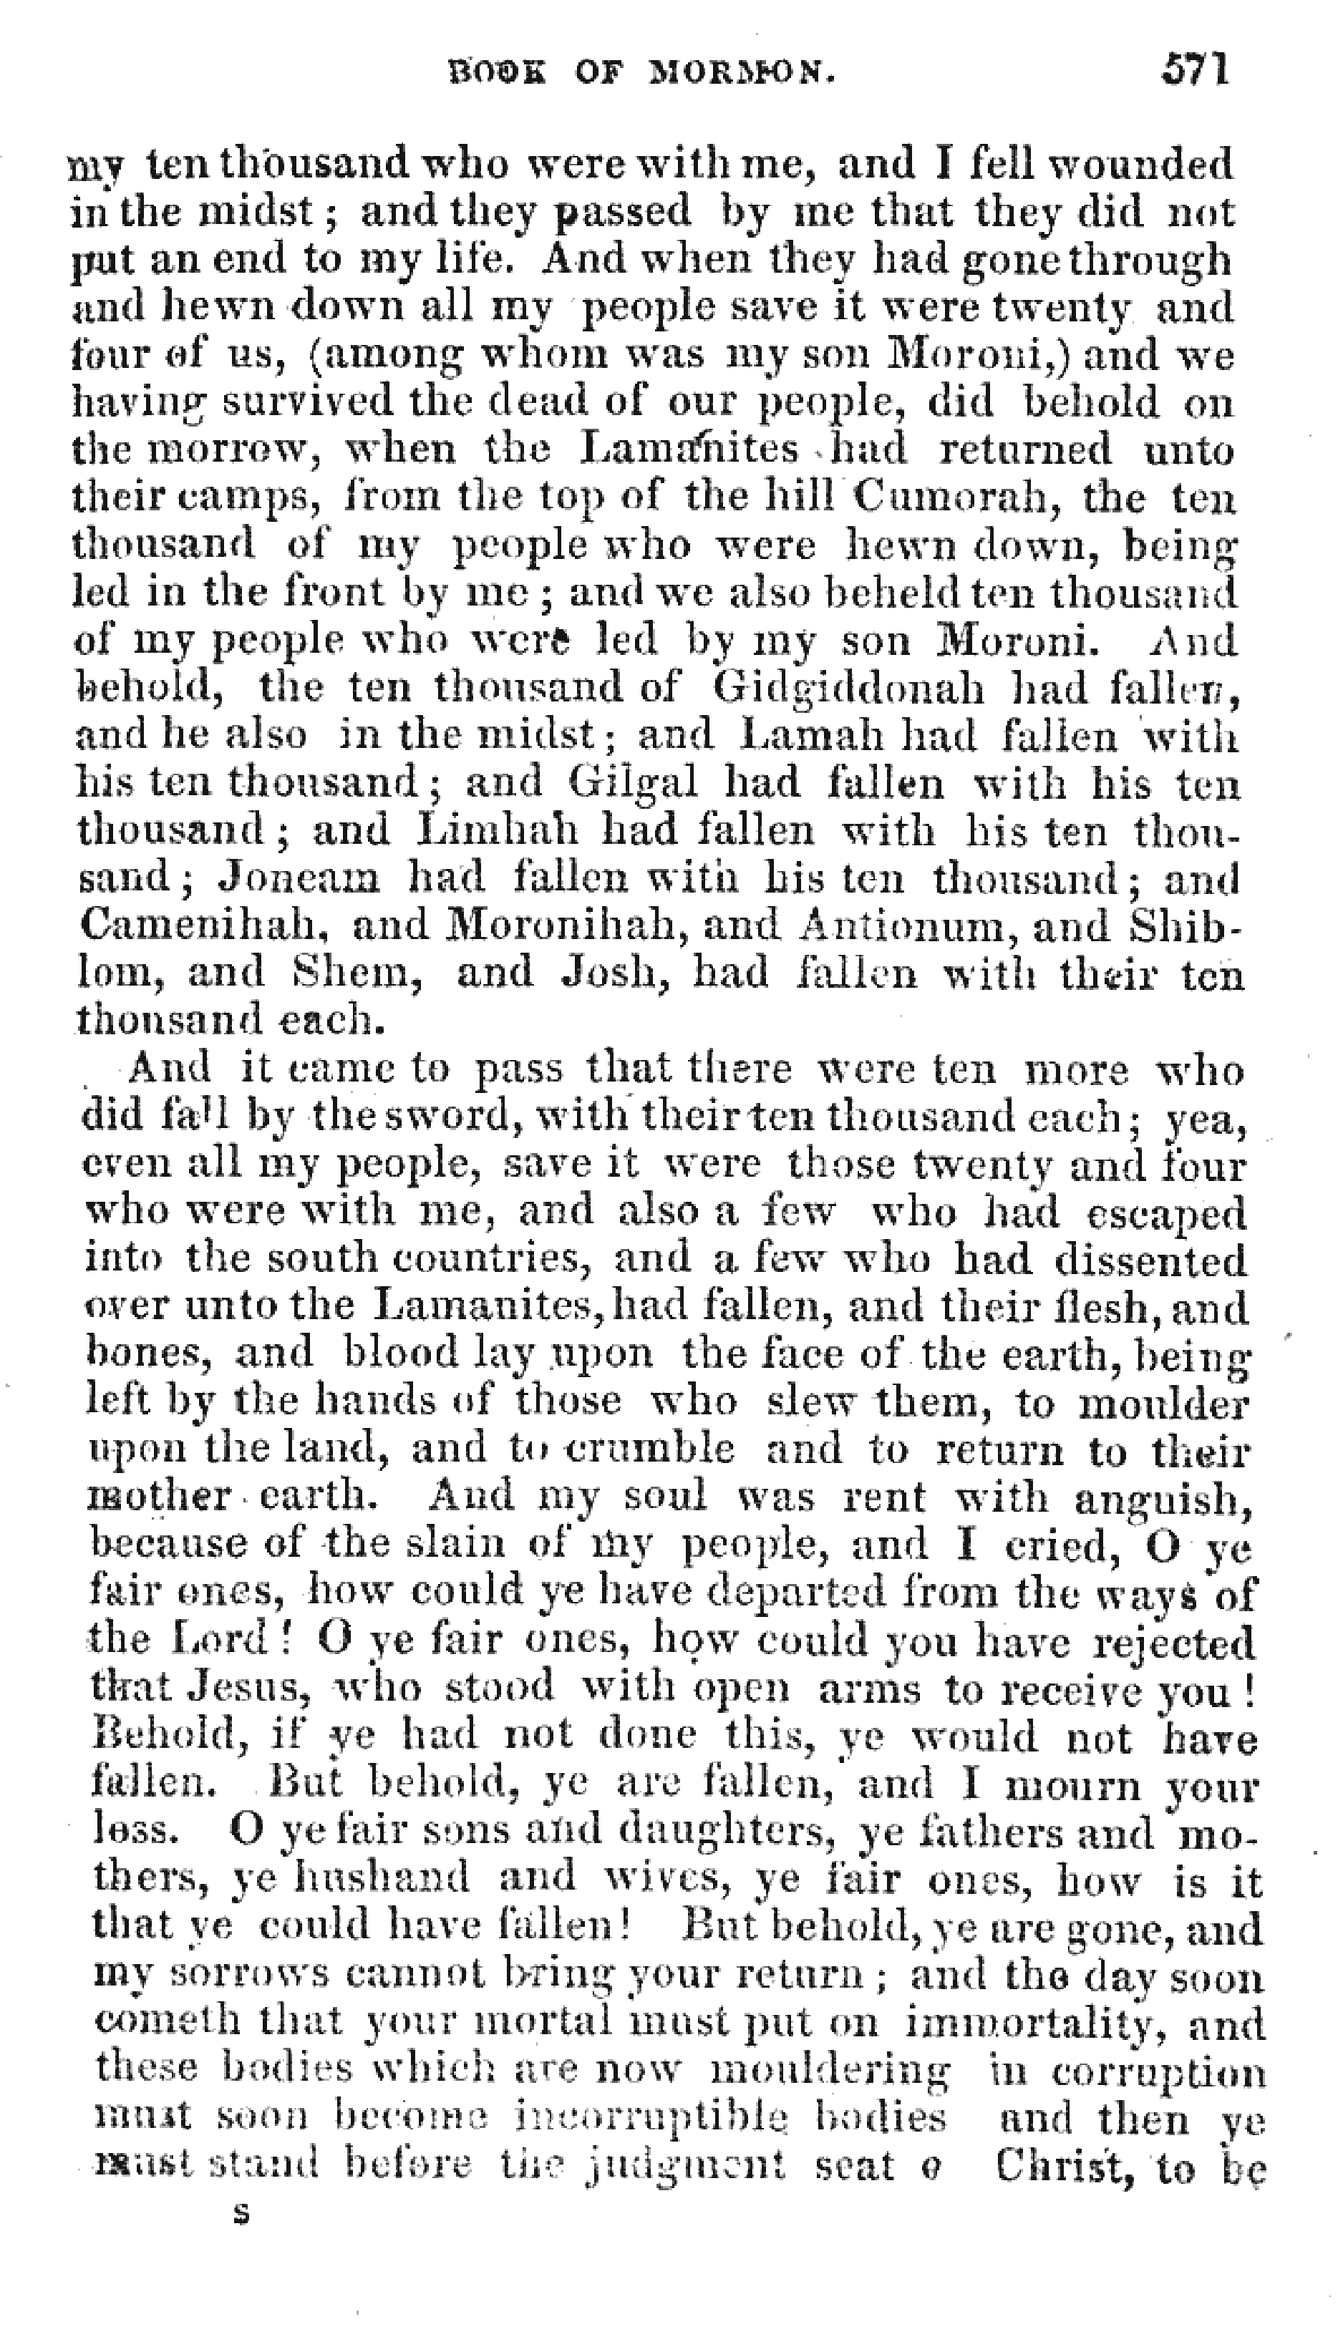 BOOK OF MORMON. 571
my ten thousand who were with me, and I fell wounded
in the midst; and they passed by me that they did not
put an end to my life. And when they had gone through
and hewn down all my people save it were twenty and
four of us, (among whom was my son Moroni,) and we
having survived the dead of our people, did behold on
the morrow, when the Lamanites had returned unto
their camps, from the top of the hill Cumorah, the ten
thousand of my people who were hewn down, being
led in the front by me; and we also beheld ten thousand
of my people who were led by my son Moroni. And
behold, the ten thousand of Gidgiddonah had fallen,
and he also in the midst; and Lamah had fallen with
his ten thousand; and Gilgal had fallen with his ten
thousand; and Limhah had fallen with his ten thou-
sand; Joneam had fallen with his ten thousand; and
Camenihah, and Moronihah, and Antionum, and Shib-
lom, and Shem, and Josh, had fallen with their ten
thousand each.
And it came to pass that there were ten more who
did fall by the sword, with their ten thousand each; yea,
even all my people, save it were those twenty and four
who were with me, and also a few who had escaped
into the south countries, and a few who had dissented
over unto the Lamanites, had fallen, and their flesh, and
bones, and blood lay upon the face of the earth, being
left by the hands of those who slew them, to moulder
upon the land, and to crumble and to return to their
mother earth. And my soul was rent with anguish,
because of the slain of my people, and I cried, O ye
fair ones, how could ye have departed from the ways of
the Lord! O ye fair ones, how could you have rejected
that Jesus, who stood with open arms to receive you!
Behold, if ye had not done this, ye would not have
fallen. But behold, ye are fallen, and I mourn your
loss. O ye fair sons and daughters, ye fathers and mo-
thers, ye husband and wives, ye fair ones, how is it
that ye could have fallen! But behold, ye are gone, and
my sorrows cannot bring your return; and the day soon
cometh that your mortal must put on immortality, and
these bodies which are now mouldering in corruption
must soon become incorruptible bodies and then ye
must stand before the judgment seat o Christ, to be
S